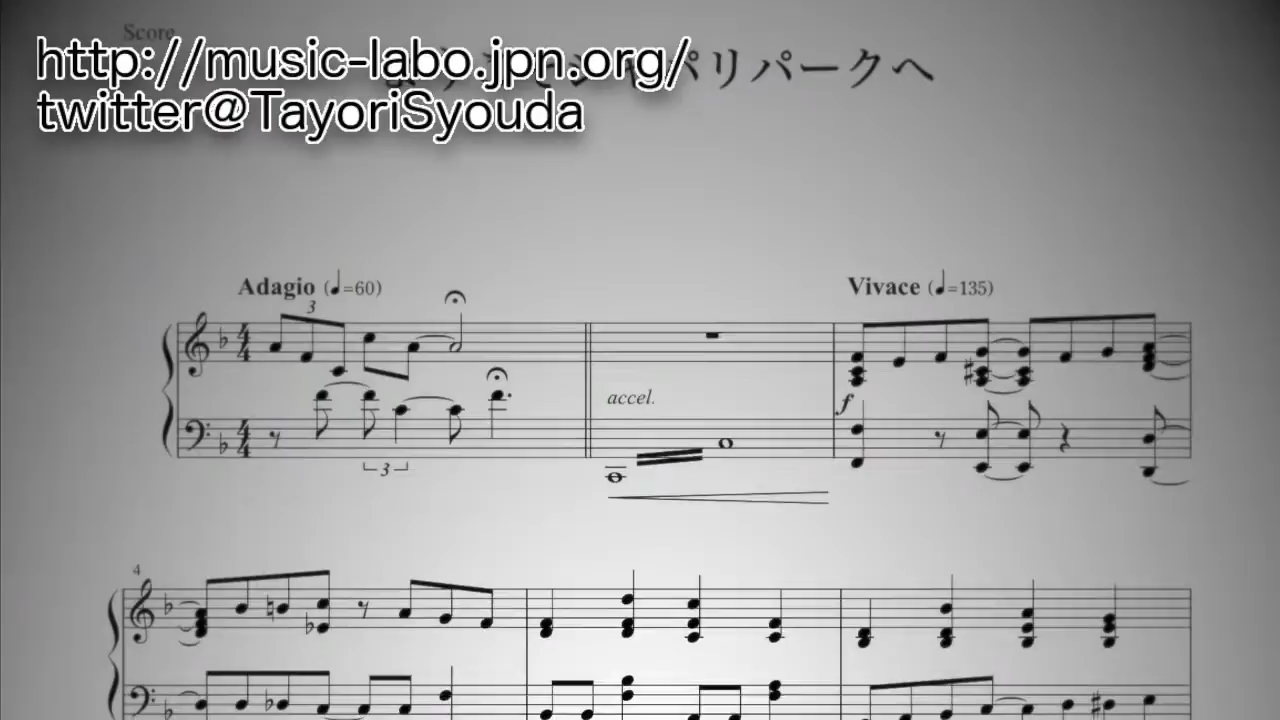 Score
http://music-labo.jpn.org/
パリパークへ
twitter@TayoriSyouda
Adagio (♩=60)
Vivace (♩=135)
3
accel.
f
3
4